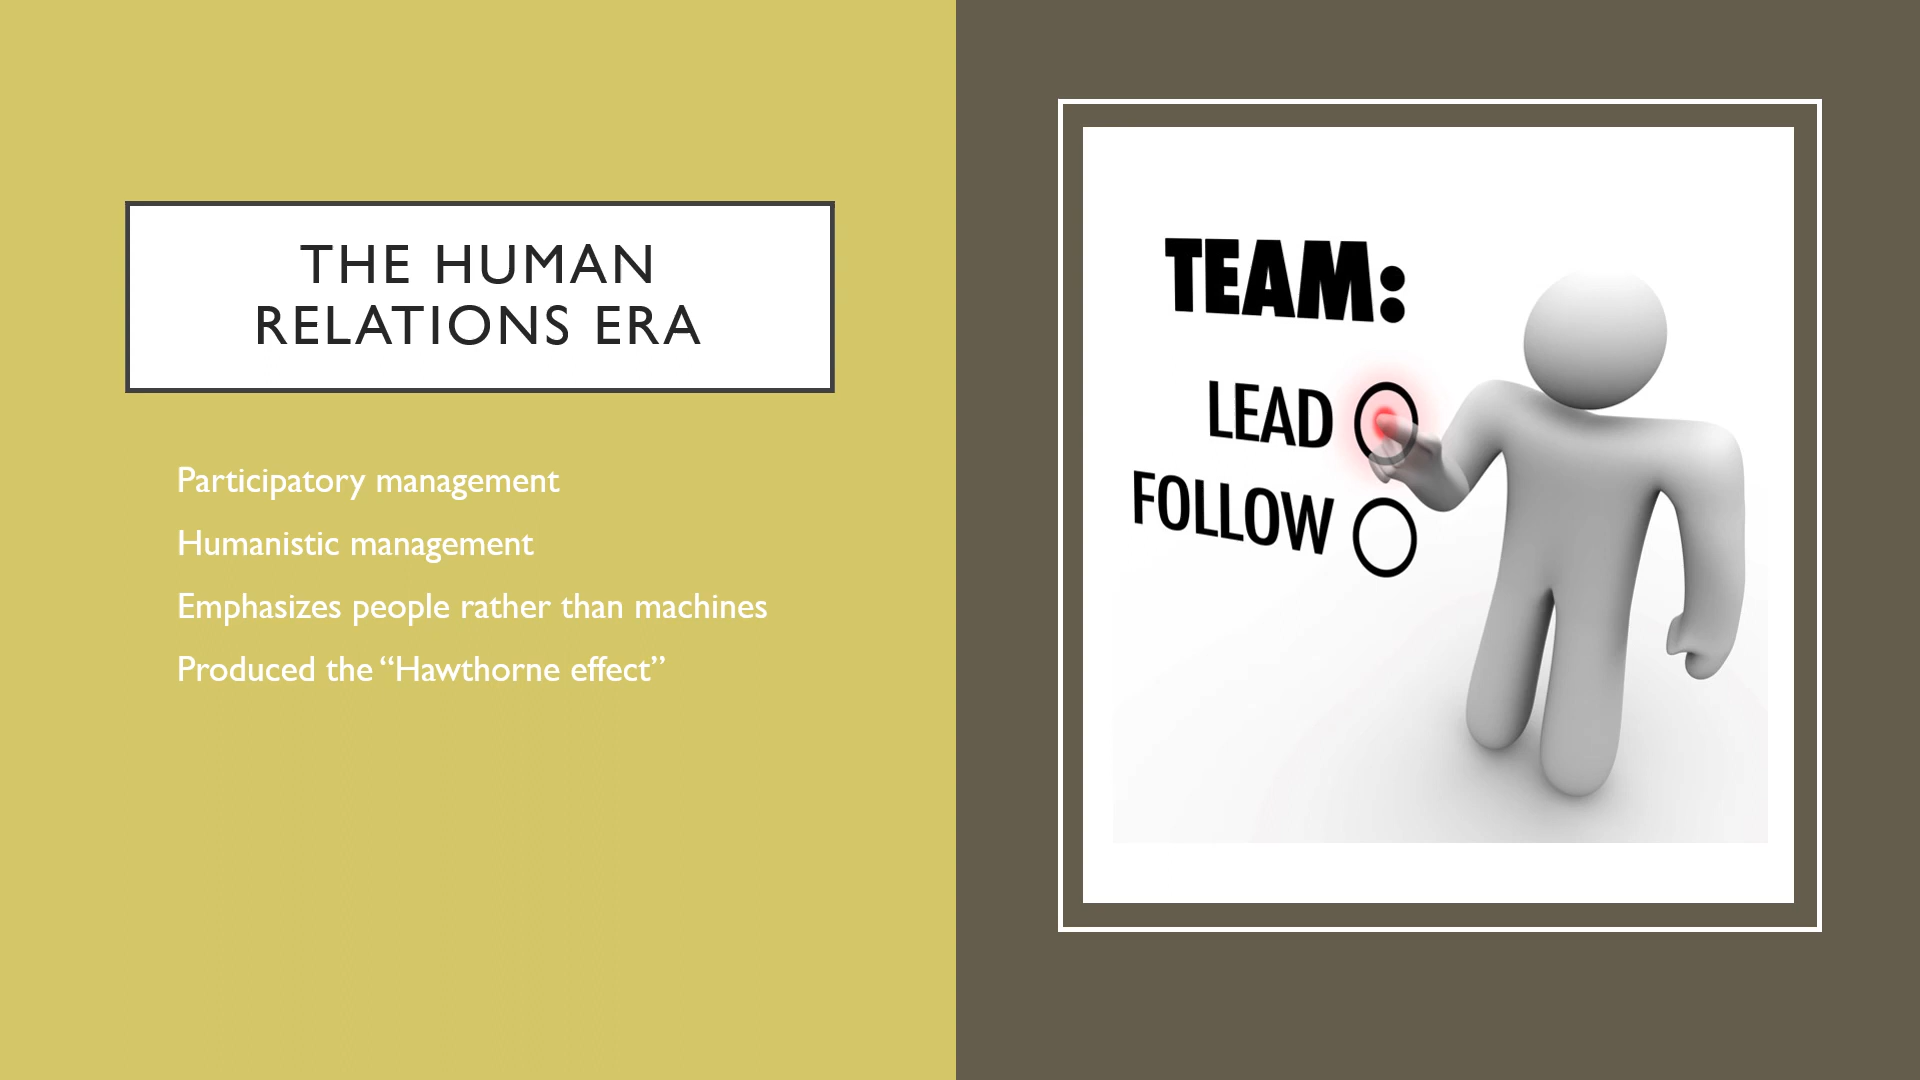 THE HUMAN
RELATIONS ERA
Participatory management
Humanistic management
Emphasizes people rather than machines
Produced the “Hawthorne effect”
TEAM:
LEAD
FOLLOW